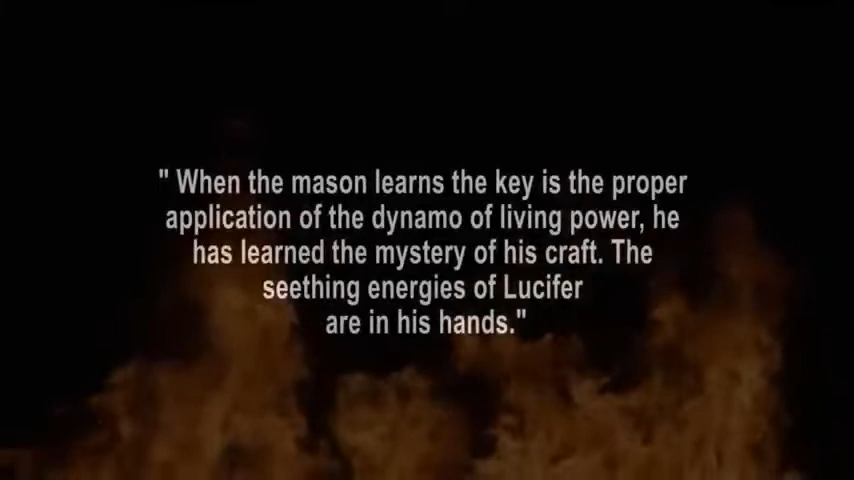 " When the mason learns the key is the proper
application of the dynamo of living power, he
has learned the mystery of his craft. The
seething energies of Lucifer
are in his hands."